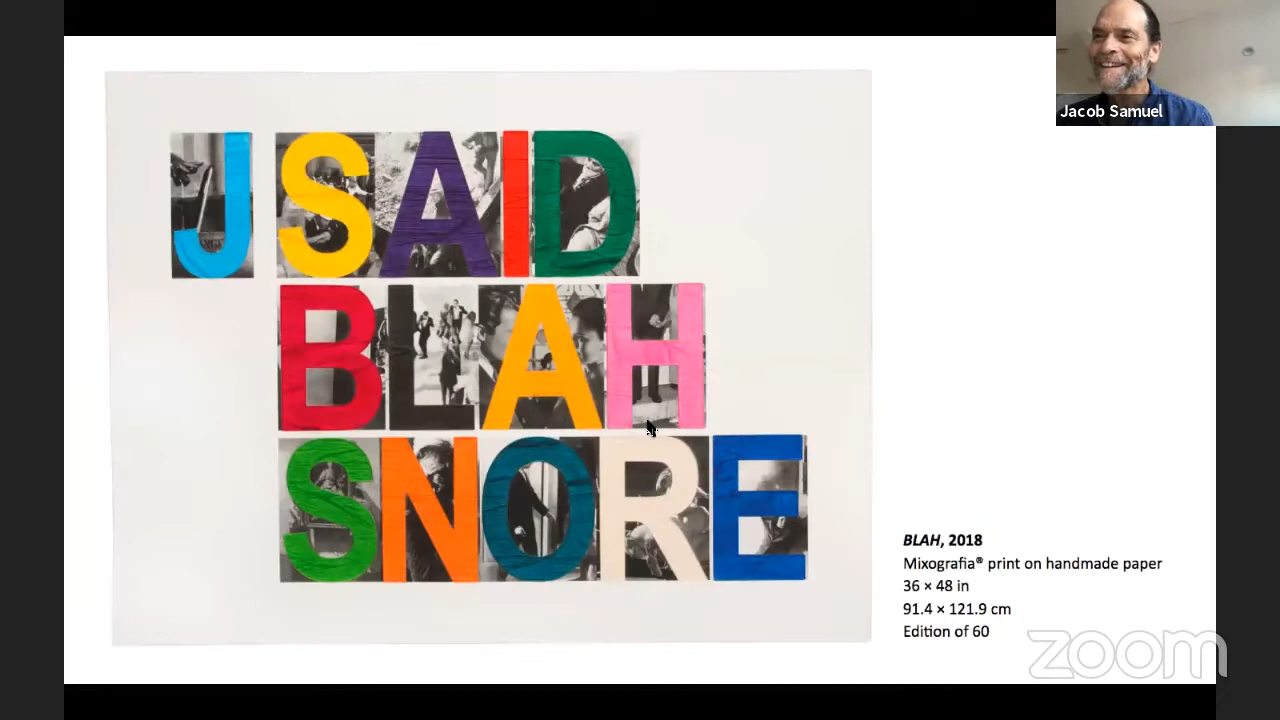 Jacob Samuel
J SAID
BLAH
SNORE
BLAH, 2018
Mixografia® print on handmade paper
36 × 48 in
91.4 × 121.9 cm
Edition of 60
zoom